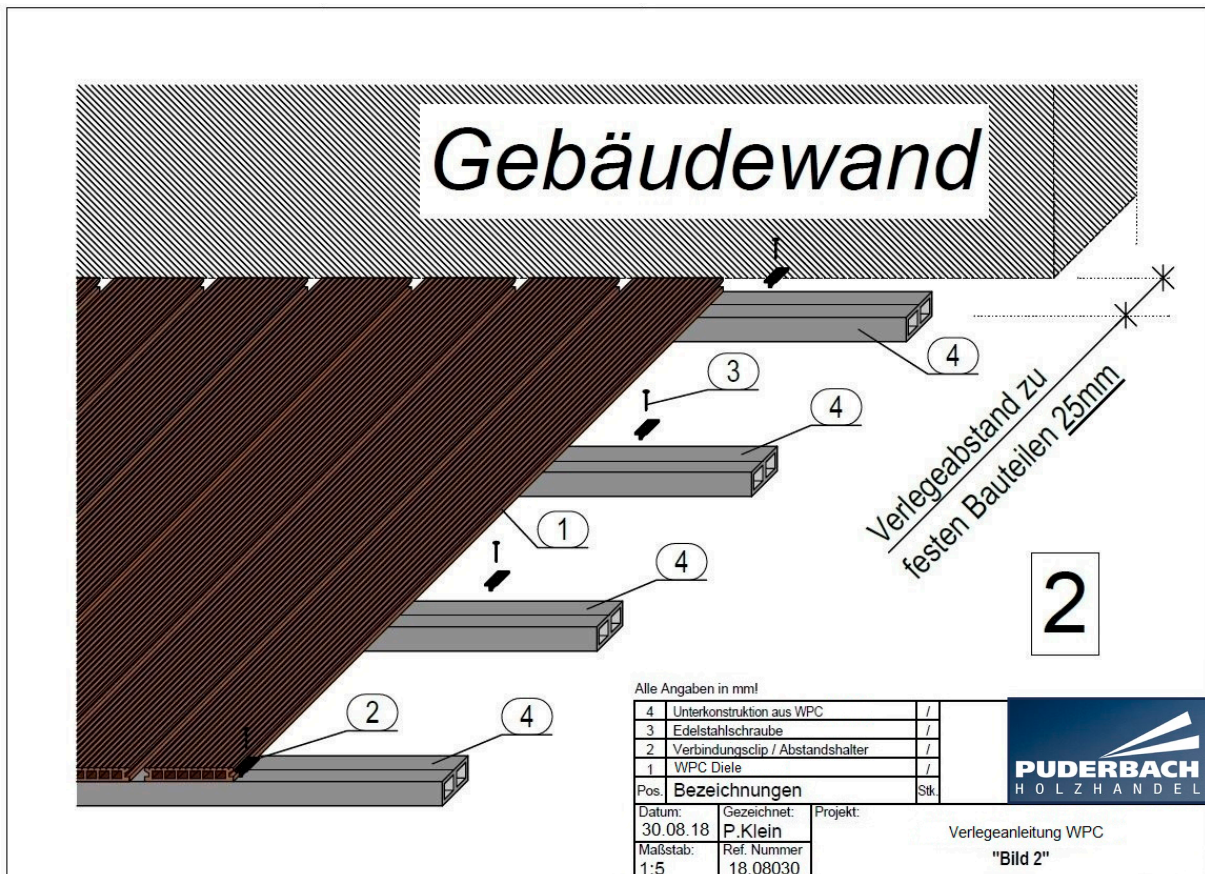 Gebäudewand
4
3
4
Verlegeabstand zu
festen Bauteilen 25mm
1
4
2
2
4
Alle Angaben in mm!
4 Unterkonstruktion aus WPC /
3 Edelstahlschraube /
2 Verbindungsclip / Abstandshalter /
1 WPC Diele /
Pos. Bezeichnungen Stk.
PUDERBACH
HOLZHANDEL
Datum: Gezeichnet: Projekt:
30.08.18 P.Klein
Verlegeanleitung WPC
Maßstab: Ref. Nummer
"Bild 2"
1:5 18.08030